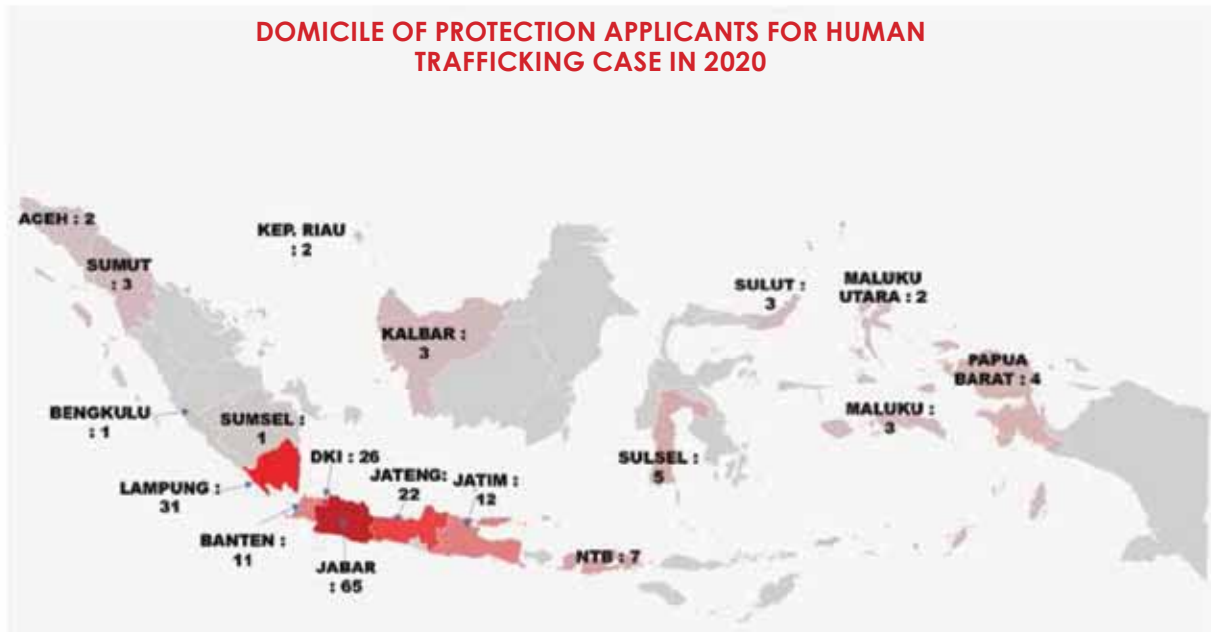 DOMICILE OF PROTECTION APPLICANTS FOR HUMAN
TRAFFICKING CASE IN 2020
ACEH : 2
KEP. RIAU
: 2
SUMUT
: 3
SULUT :
3
MALUKU
UTARA : 2
KALBAR :
3
PAPUA
BARAT : 4
BENGKULU
: 1
SUMSEL :
1
MALUKU :
3
DKI : 26
SULSEL :
5
JATENG:
22
JATIM :
12
LAMPUNG :
31
BANTEN :
11
JABAR
: 65
NTB : 7